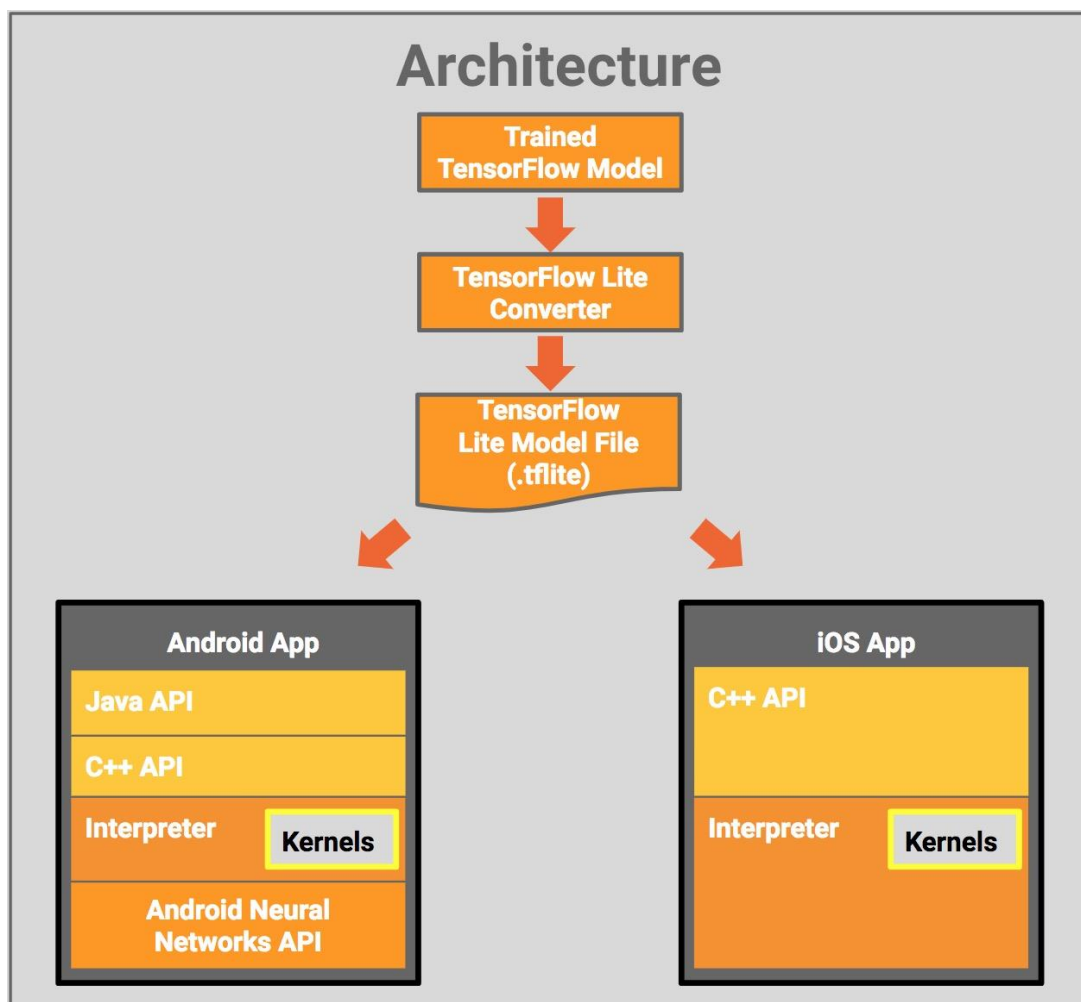 Architecture
Trained
TensorFlow Model
TensorFlow Lite
Converter
TensorFlow
Lite Model File
(.tflite)
Android App
Java API
C++ API
Interpreter
Kernels
Android Neural
Networks API
iOS App
C++ API
Interpreter
Kernels